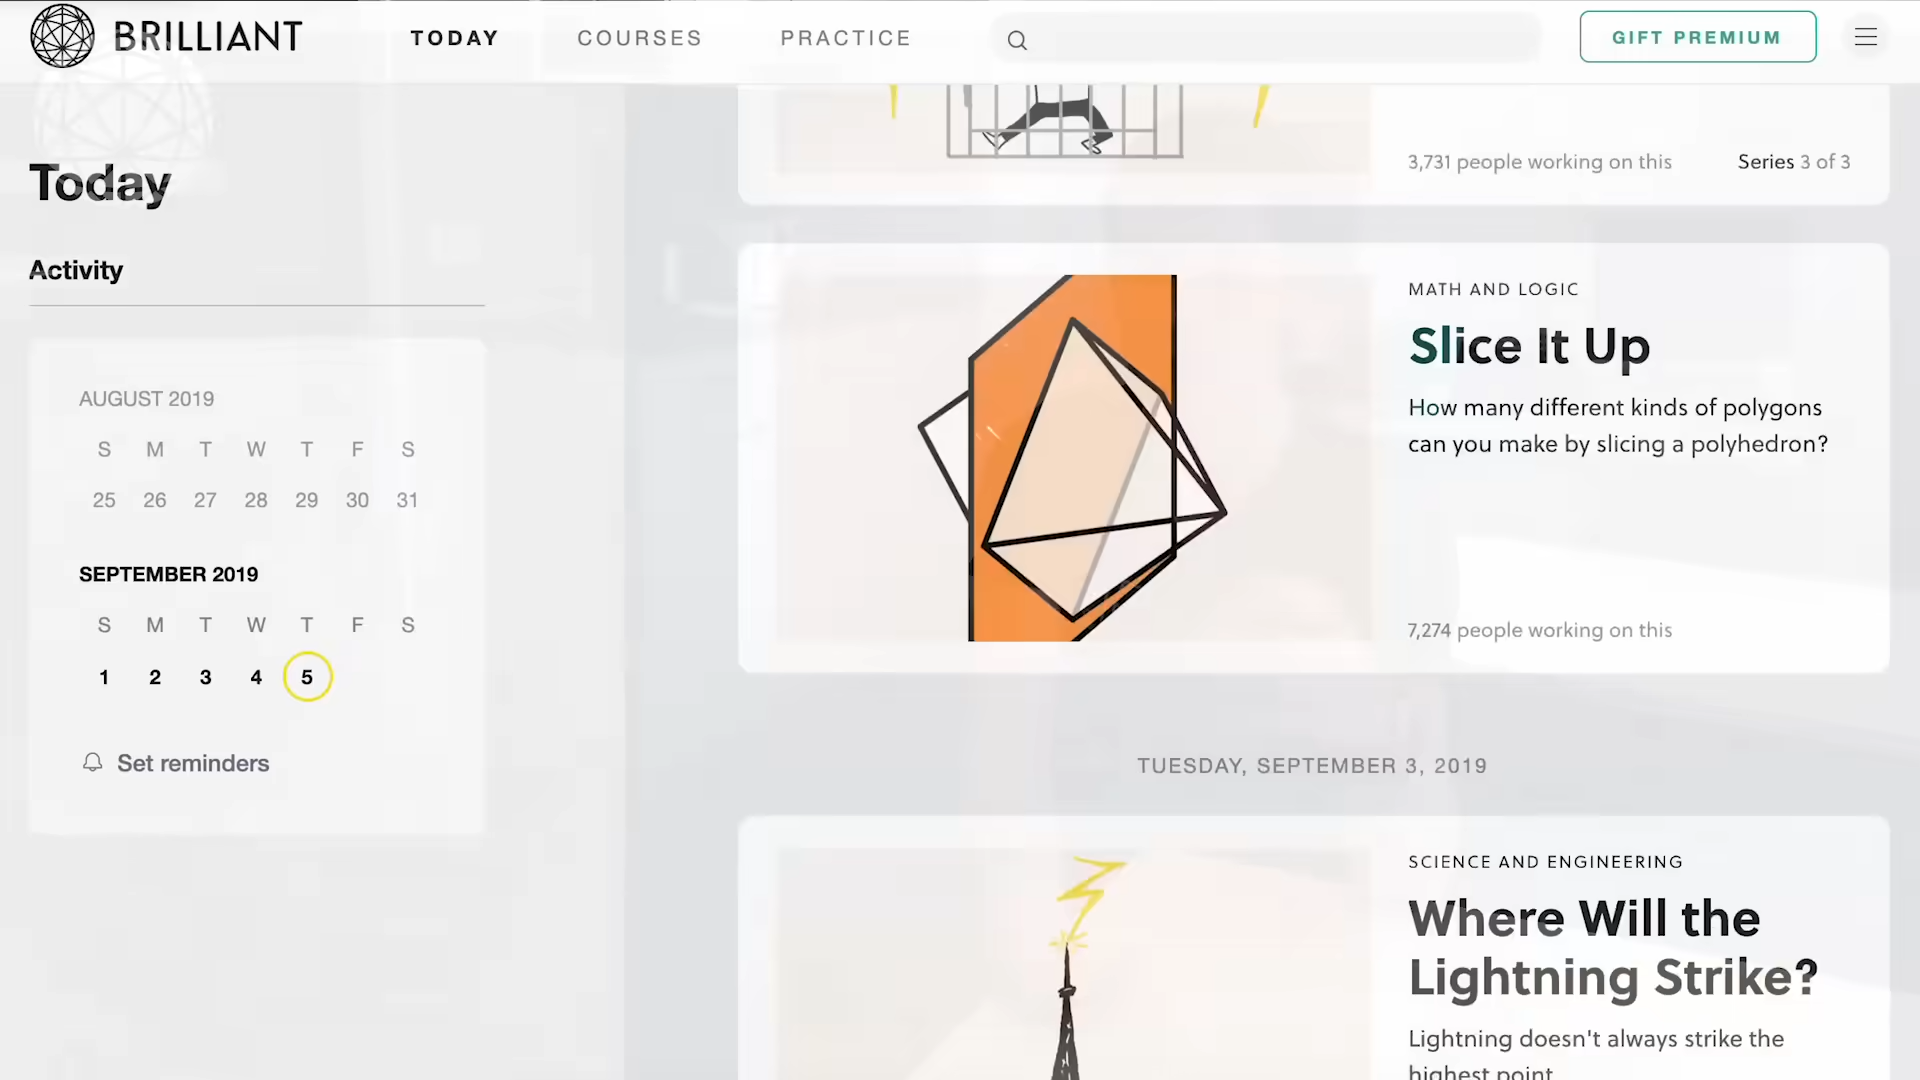 BRILLIANT
TODAY
COURSES
PRACTICE
GIFT PREMIUM
Today
Activity
AUGUST 2019
S M T W T F S
25 26 27 28 29 30 31
SEPTEMBER 2019
S M T W T F S
1 2 3 4 5
Set reminders
3,731 people working on this
Series 3 of 3
MATH AND LOGIC
Slice It Up
How many different kinds of polygons
can you make by slicing a polyhedron?
7,274 people working on this
TUESDAY, SEPTEMBER 3, 2019
SCIENCE AND ENGINEERING
Where Will the
Lightning Strike?
Lightning doesn't always strike the
highest point